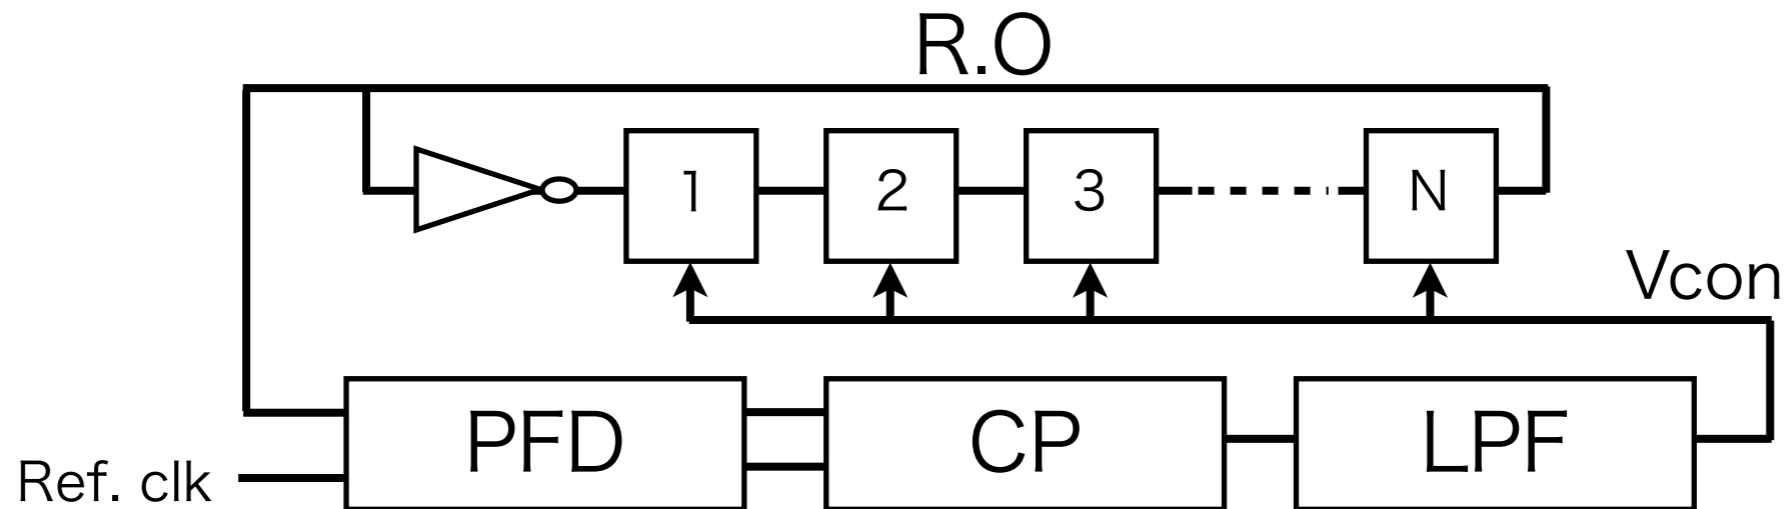 R.O
1 2 3 N
Vcon
PFD CP LPF
Ref. clk